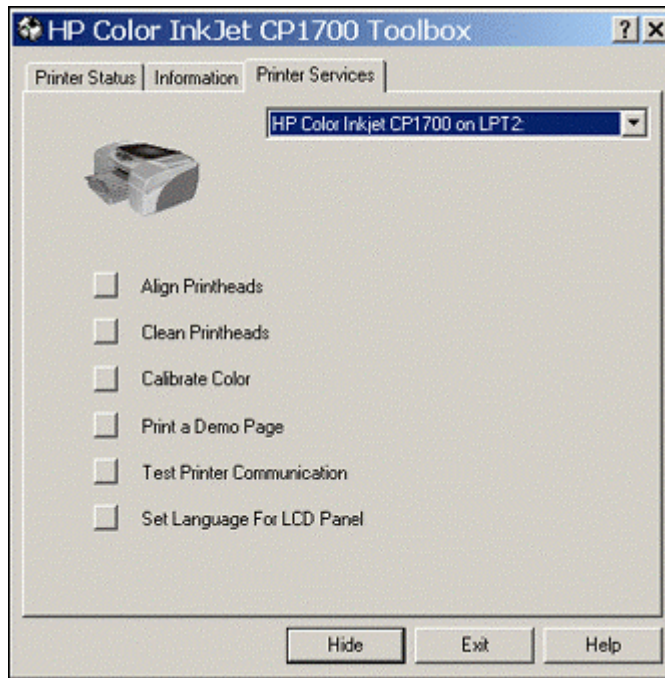 HP Color InkJet CP1700 Toolbox
Printer Status Information Printer Services
HP Color Inkjet CP1700 on LPT2:
Align Printheads
Clean Printheads
Calibrate Color
Print a Demo Page
Test Printer Communication
Set Language For LCD Panel
Hide Exit Help